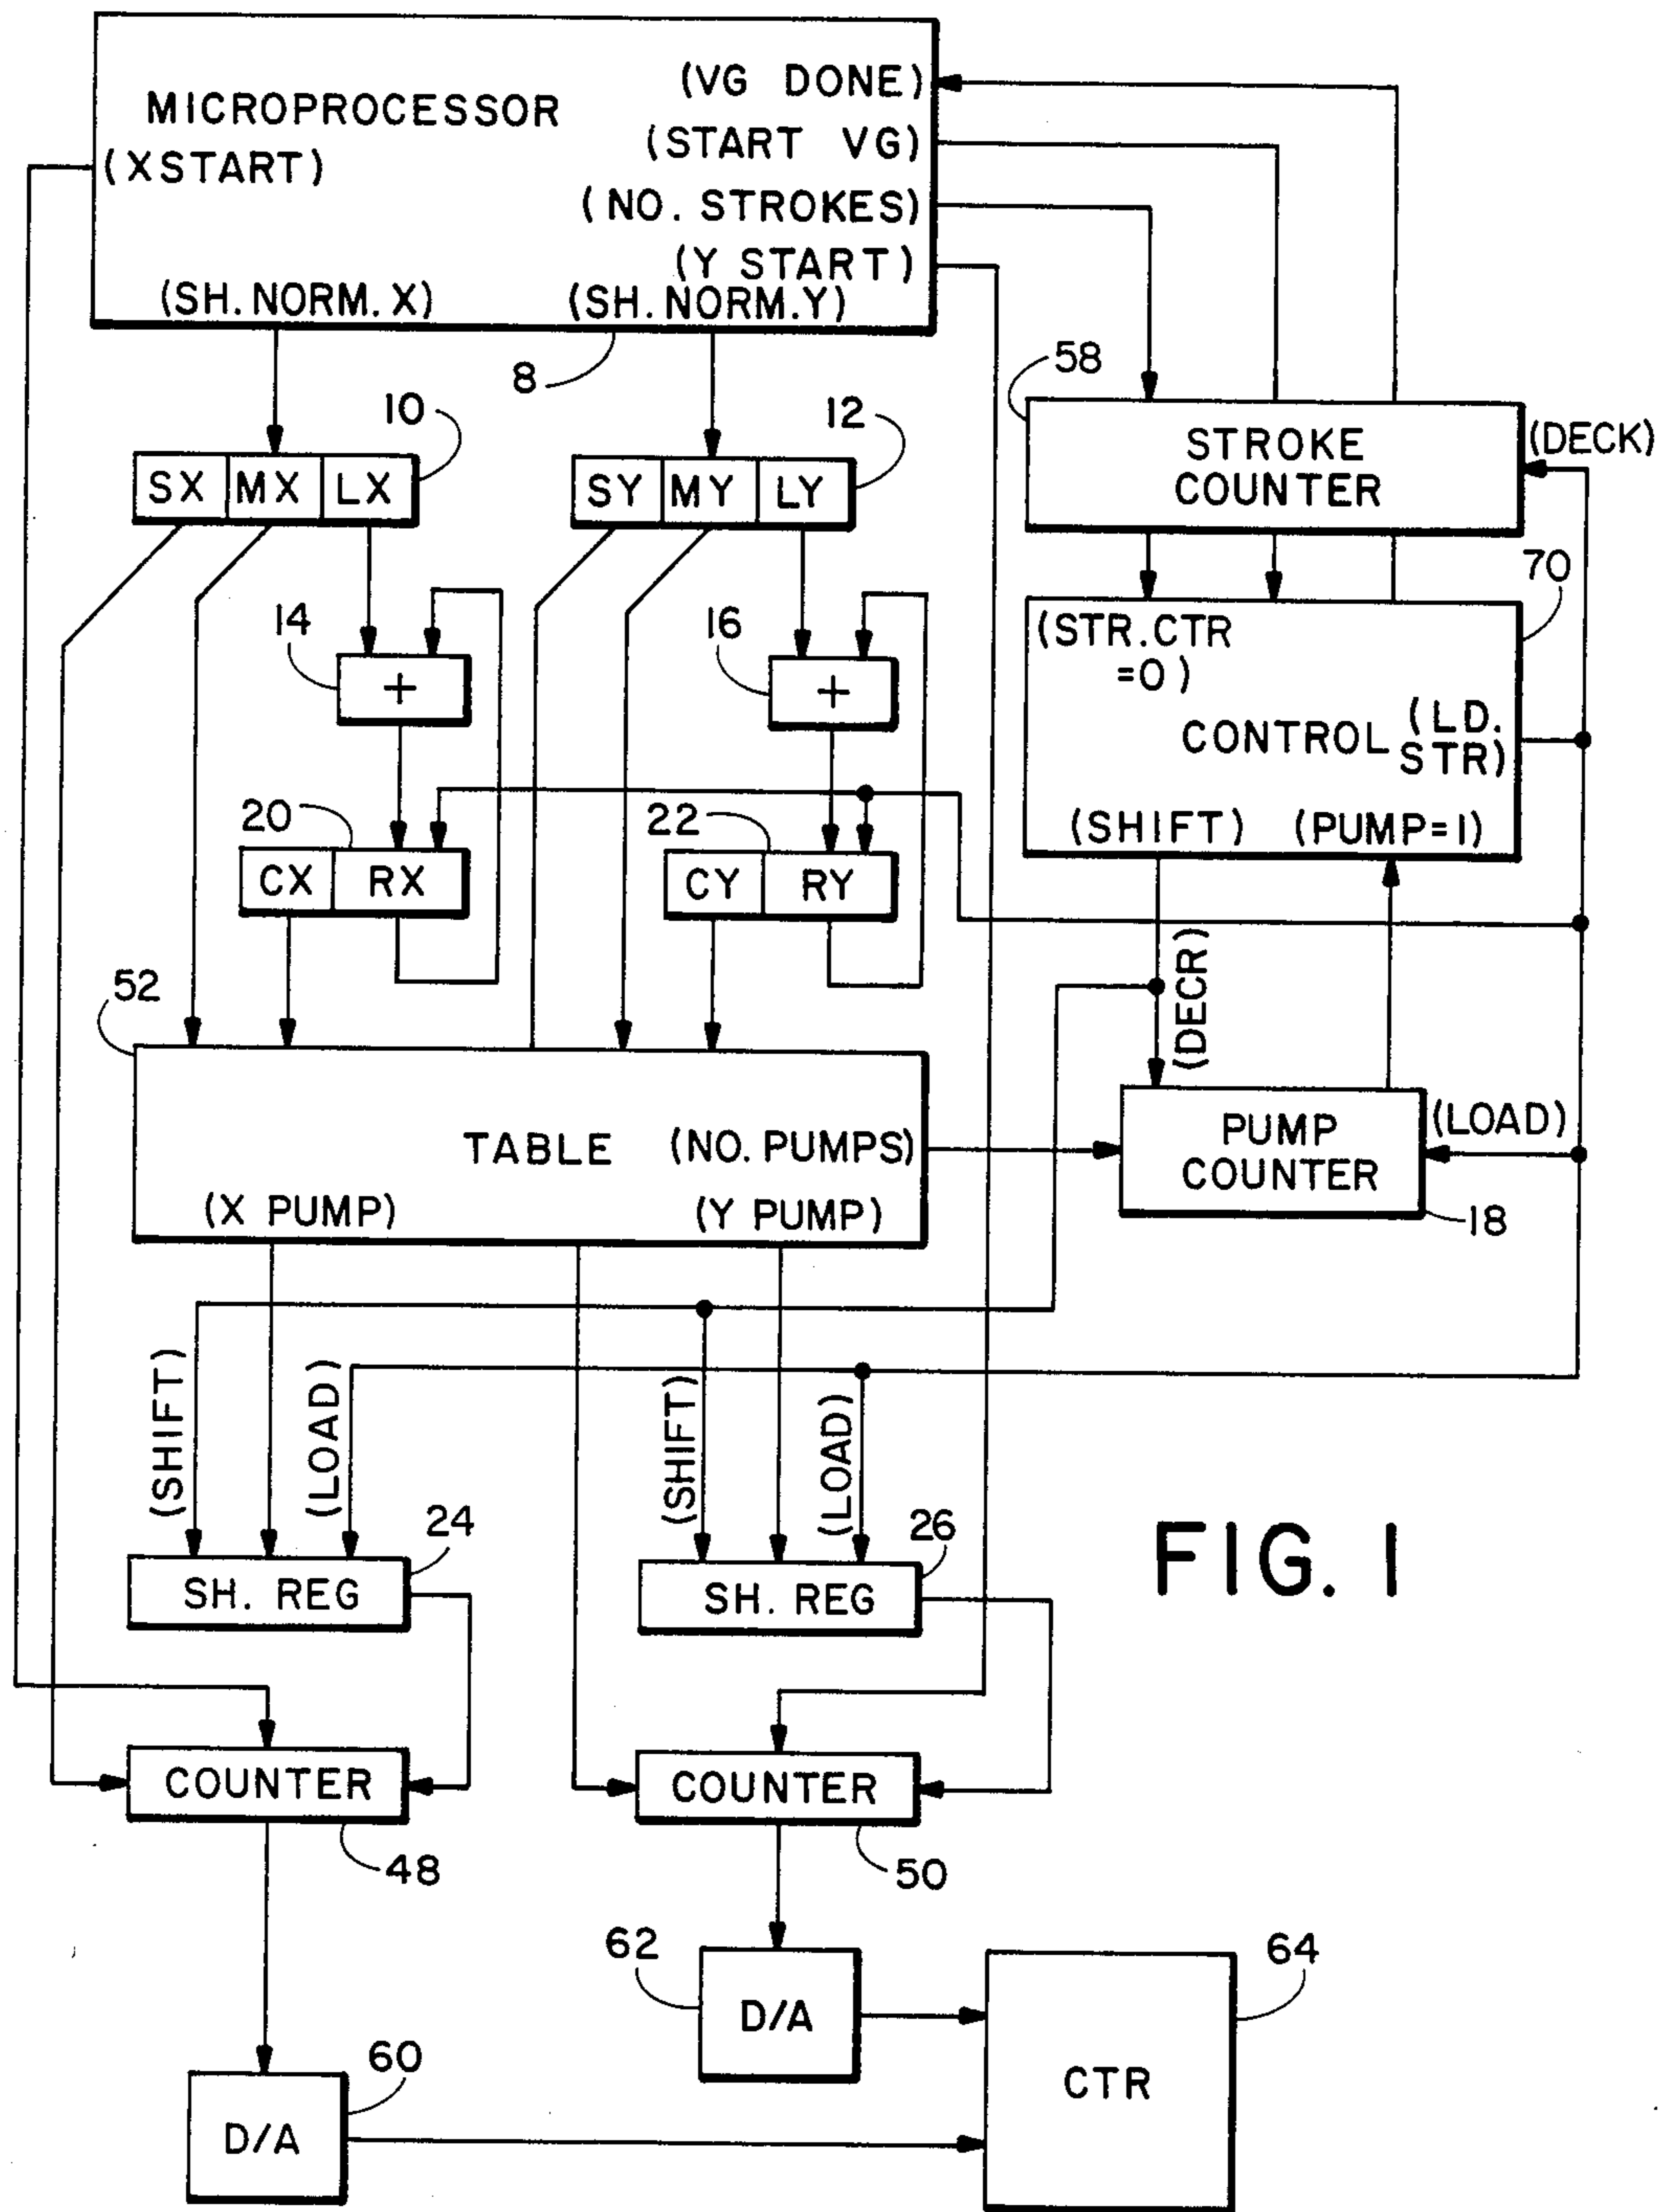 MICROPROCESSOR
(XSTART)
(VG DONE)
(START VG)
(NO. STROKES)
(Y START)
(SH.NORM.X)
(SH.NORM.Y)
8
10
12
58
SX MX LX
SY MY LY
STROKE
COUNTER
(DECK)
70
14
+
16
+
(STR.CTR
=0)
CONTROL
(LD.
STR)
(SHIFT)
(PUMP=1)
20
22
CX RX
CY RY
52
(DECR)
TABLE
(NO. PUMPS)
(X PUMP)
(Y PUMP)
PUMP
COUNTER
(LOAD)
18
(SHIFT)
(LOAD)
(SHIFT)
(LOAD)
24
26
SH. REG
SH. REG
FIG. 1
COUNTER
COUNTER
48
50
62
64
D/A
60
CTR
D/A